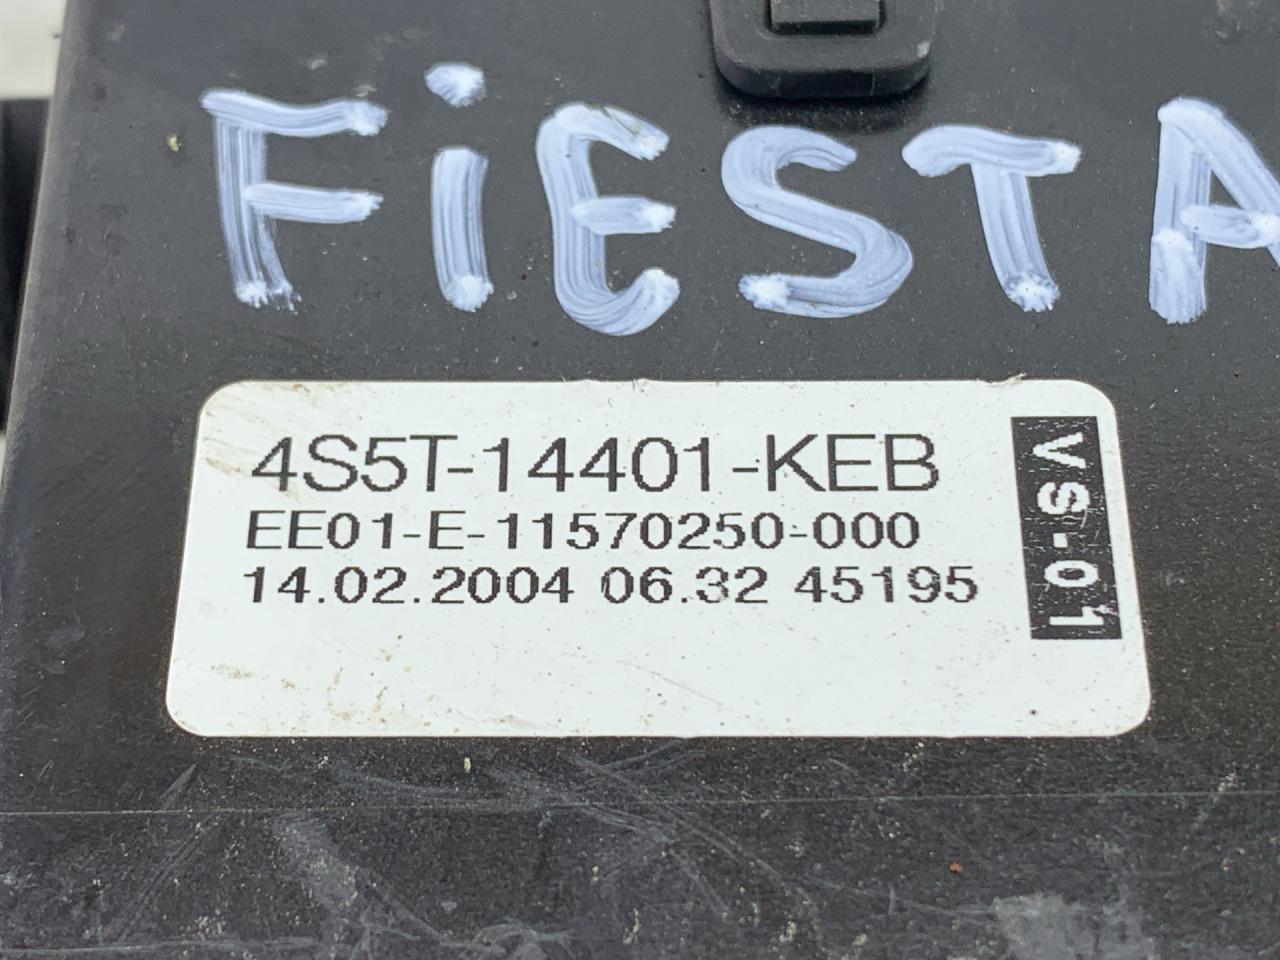 FiESTA
4S5T-14401-KEB
EE01-E-11570250-000
14.02.2004 06.32 45195
VS.01